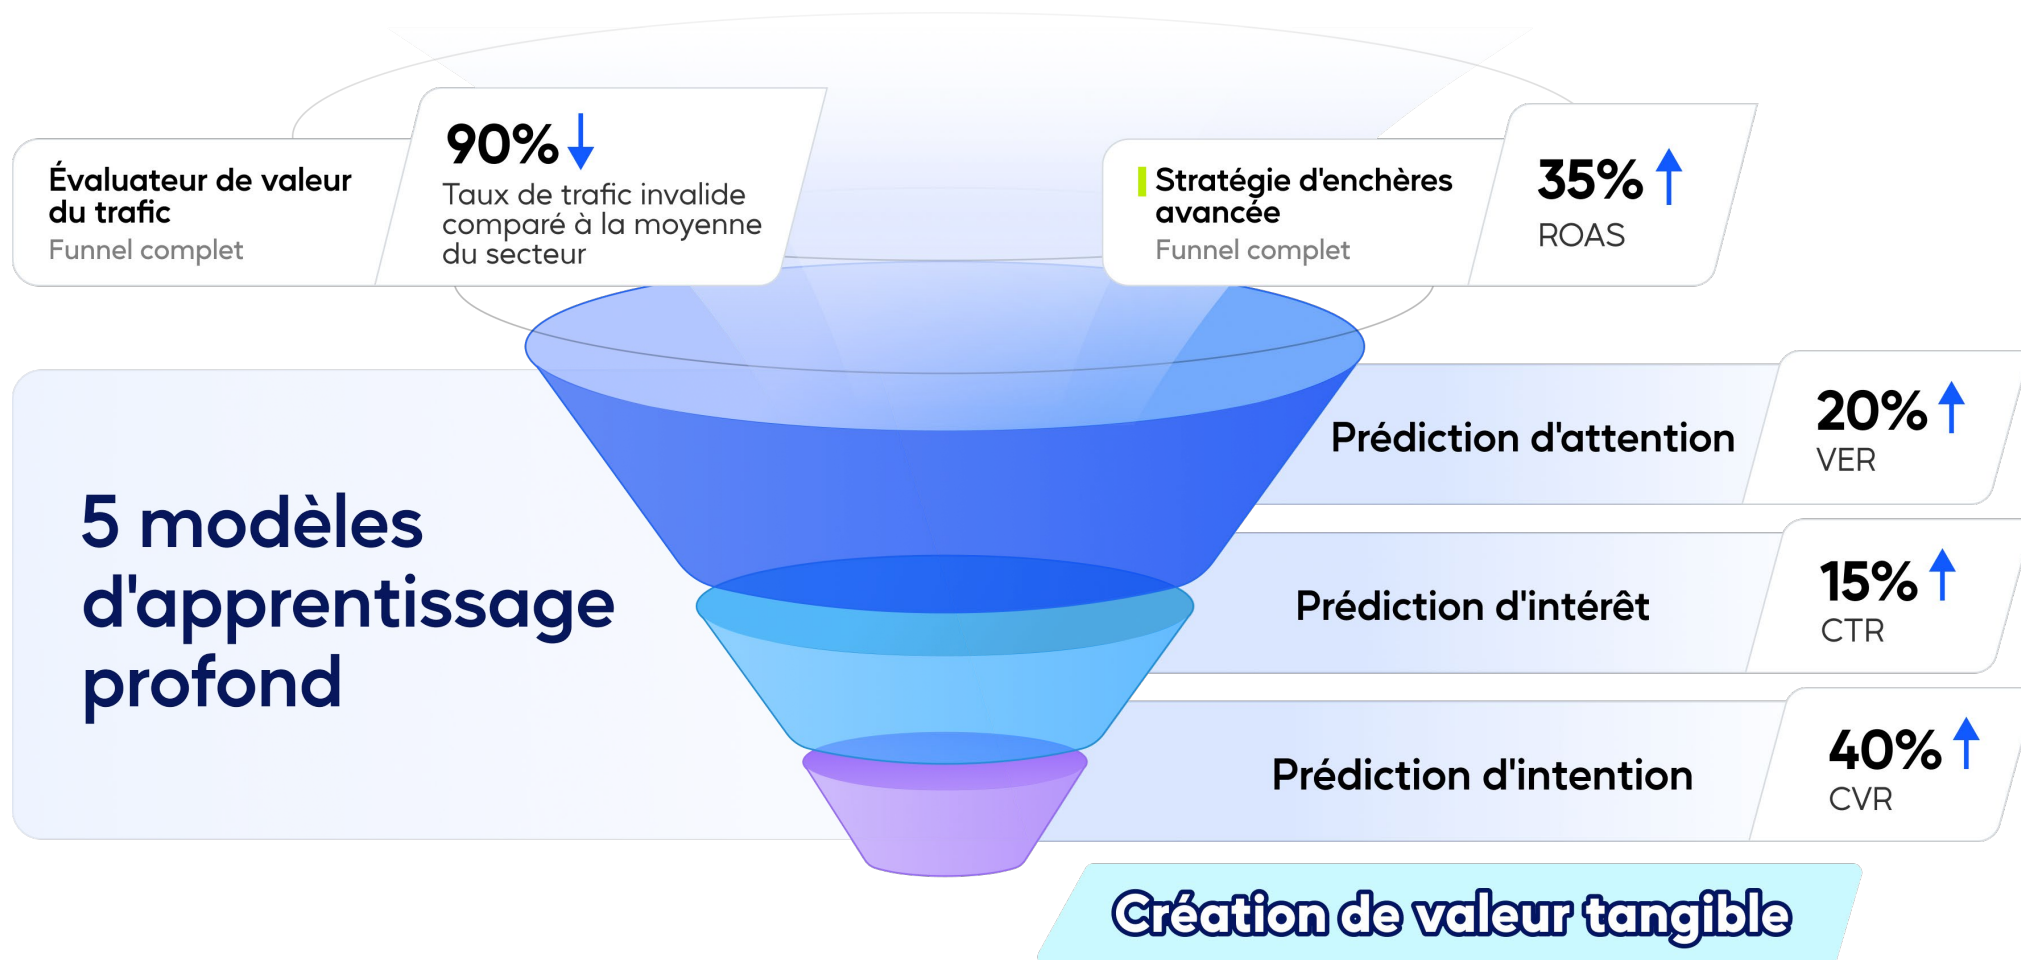 Évaluateur de valeur
du trafic
Funnel complet
90%
Taux de trafic invalide
comparé à la moyenne
du secteur
Stratégie d'enchères
avancée
Funnel complet
35%
ROAS
5 modèles
d'apprentissage
profond
Prédiction d'attention
20%
VER
Prédiction d'intérêt
15%
CTR
Prédiction d'intention
40%
CVR
Création de valeur tangible